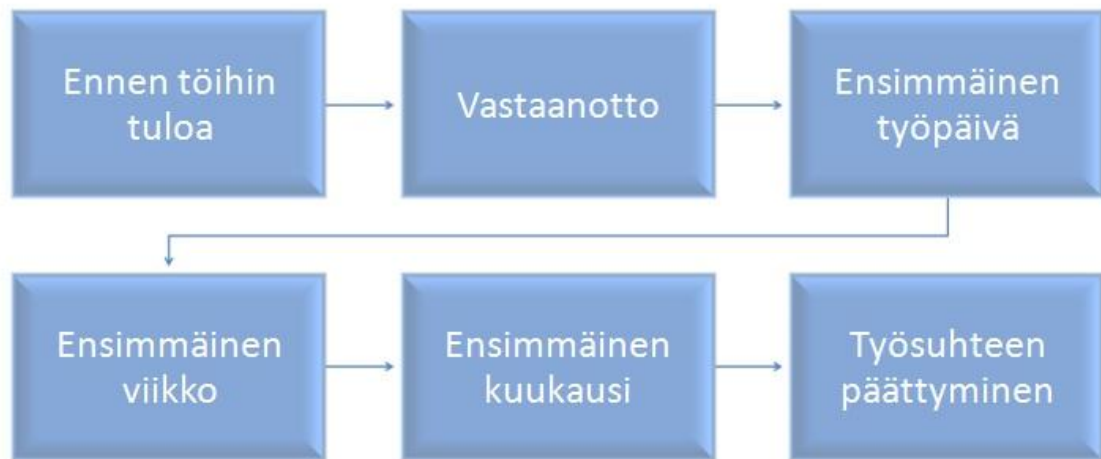 Ennen töihin
tuloa
Vastaanotto
Ensimmäinen
työpäivä
Ensimmäinen
viikko
Ensimmäinen
kuukausi
Työsuhteen
päättyminen